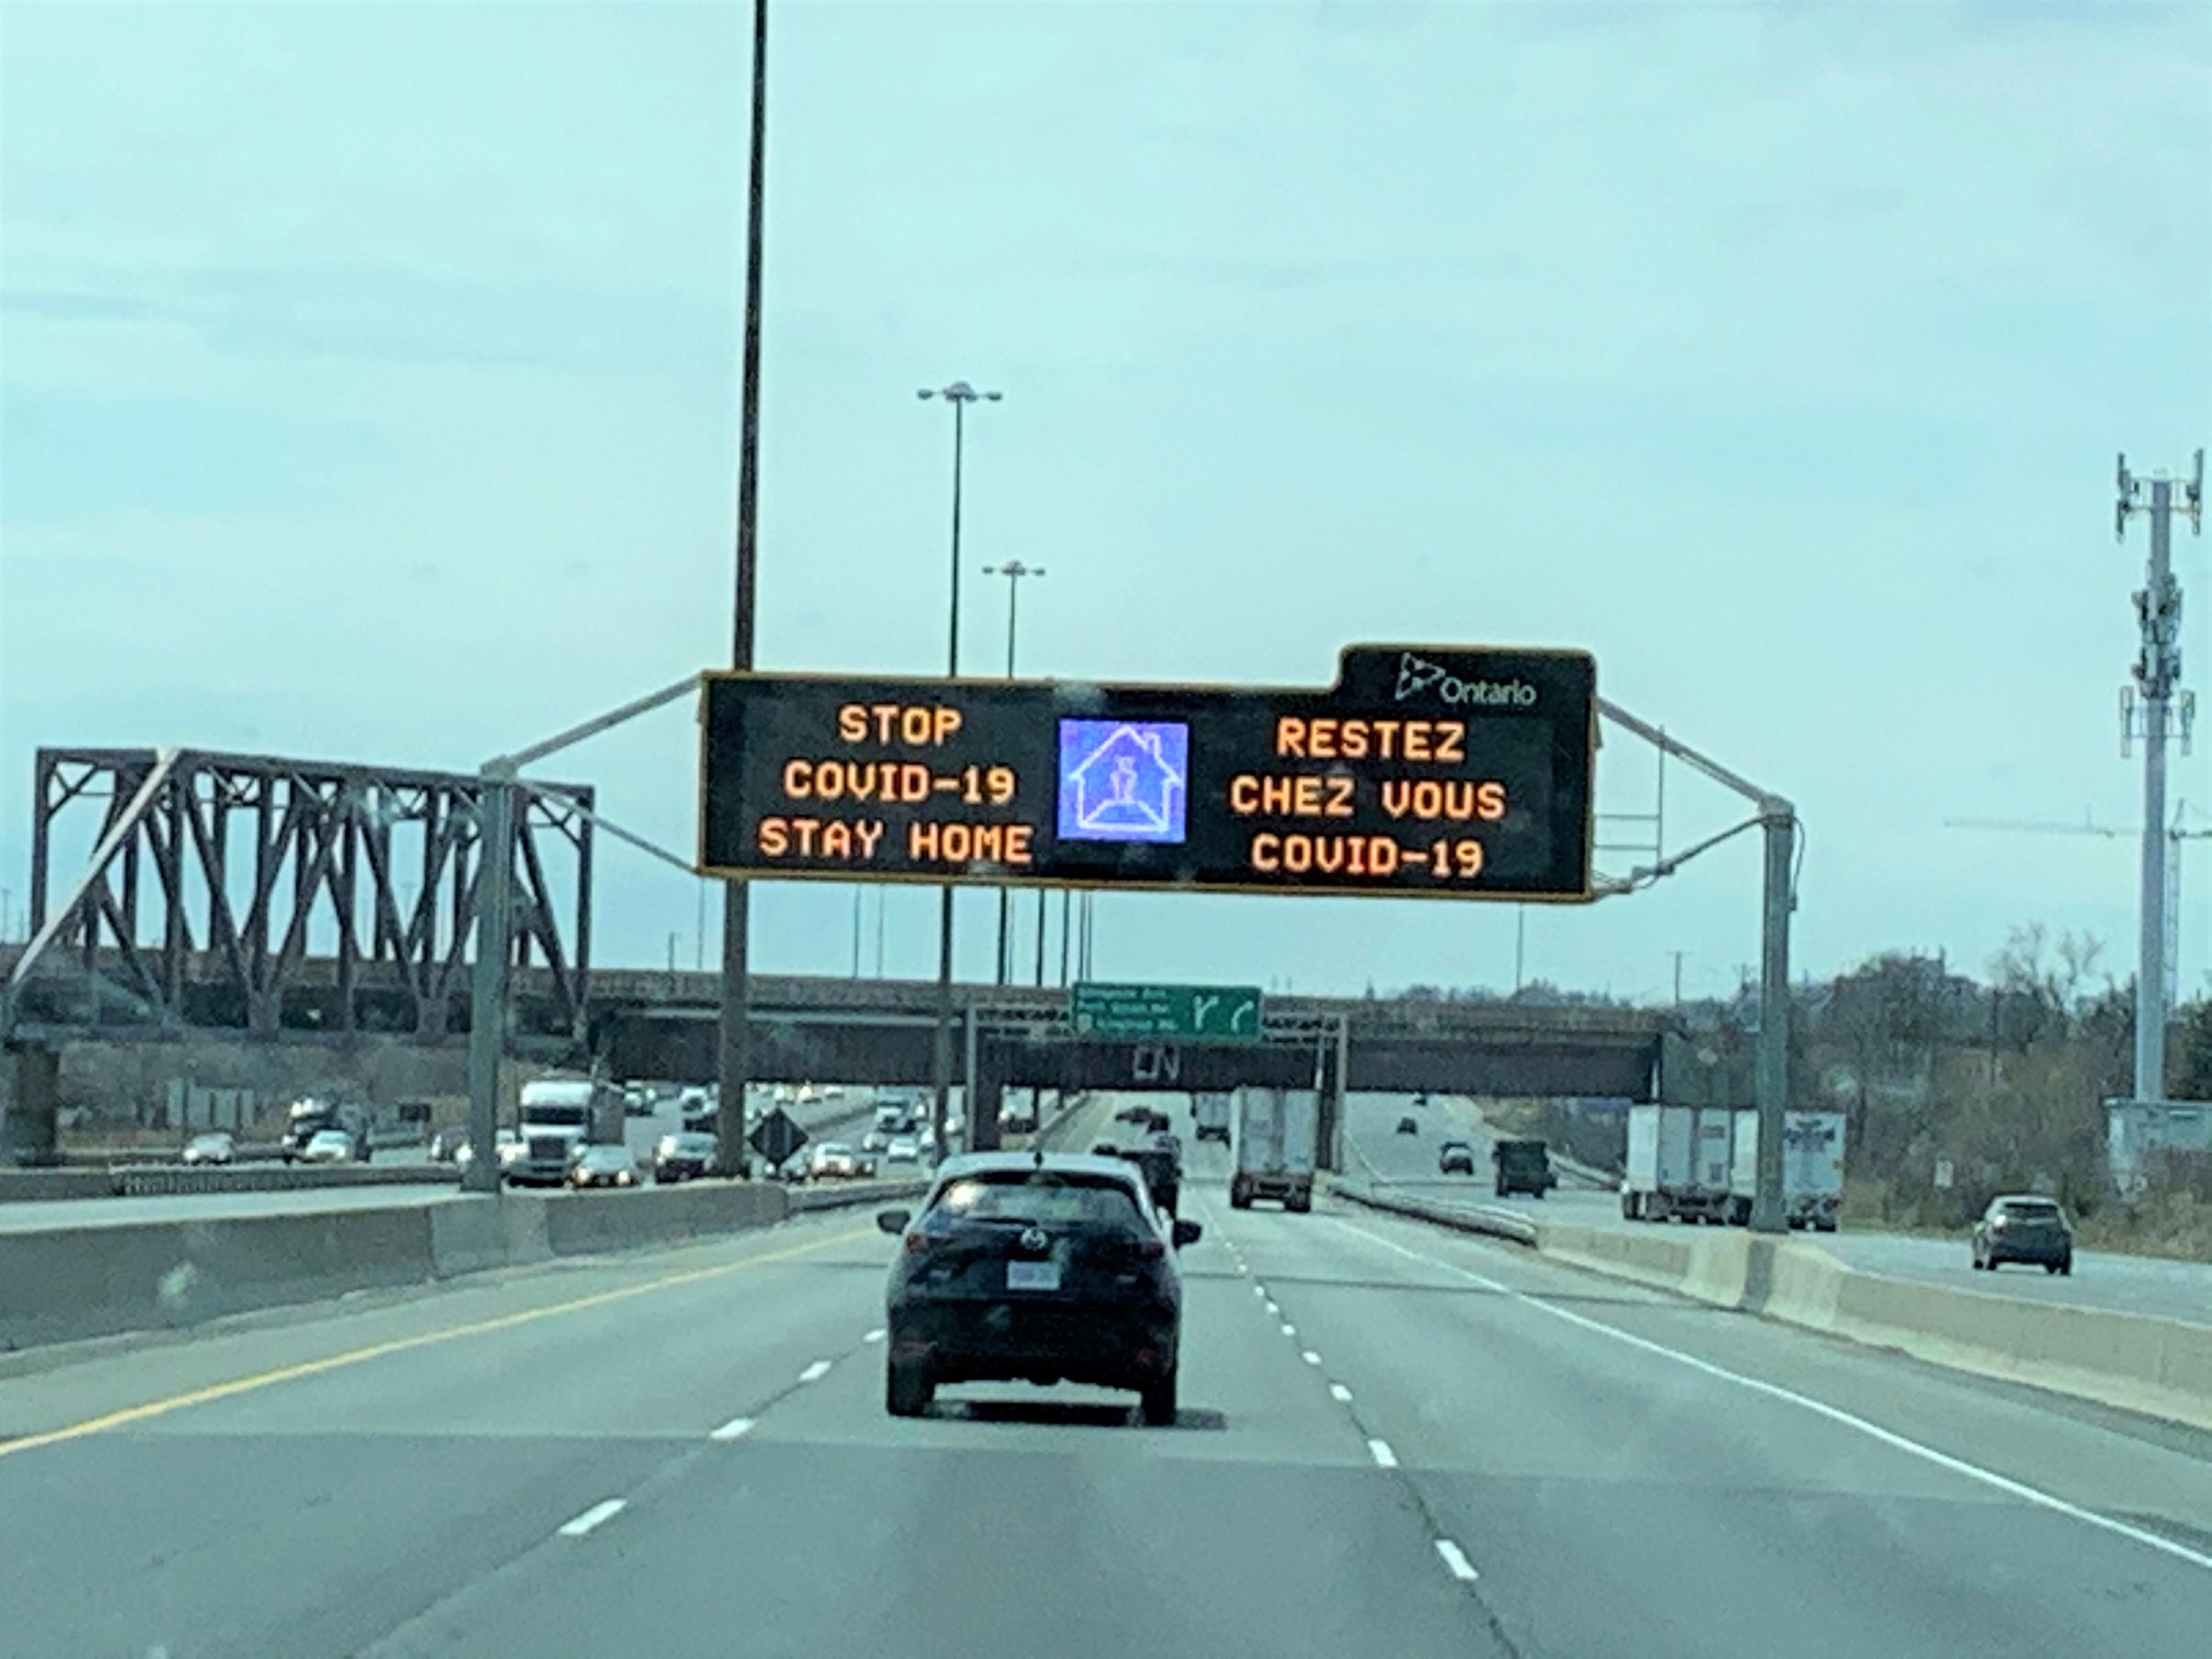 Ontario
STOP
COVID-19
STAY HOME
RESTEZ
CHEZ VOUS
COVID-19
CN